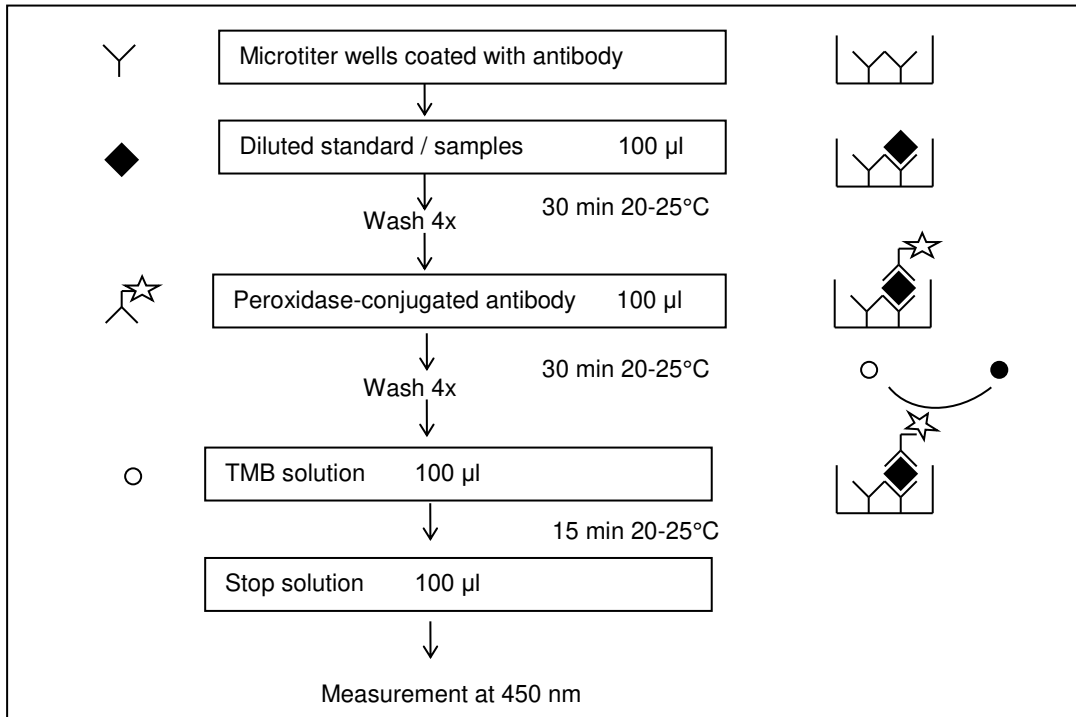 Microtiter wells coated with antibody
Diluted standard / samples 100 µl
30 min 20-25°C
Wash 4x
Peroxidase-conjugated antibody 100 µl
30 min 20-25°C
Wash 4x
TMB solution 100 µl
15 min 20-25°C
Stop solution 100 µl
Measurement at 450 nm